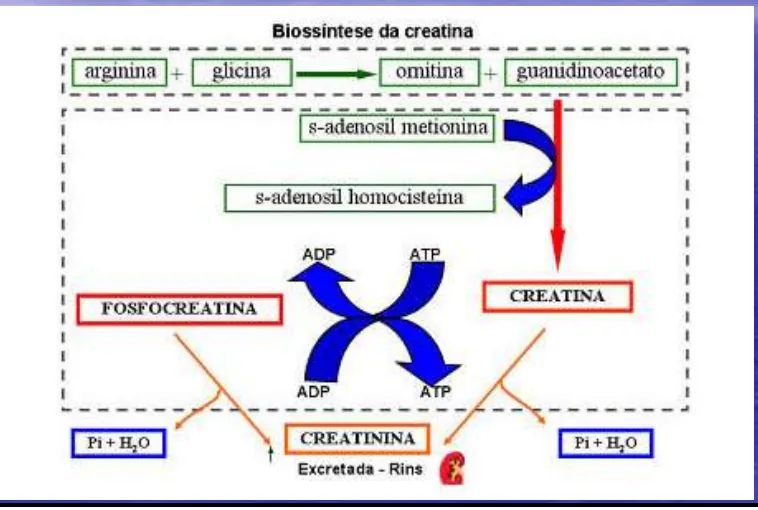 Biossíntese da creatina
arginina + glicina ornitina + guanidinoacetato
s-adenosil metionina
s-adenosil homocisteína
ADP ATP
FOSFOCREATINA CREATINA
ADP ATP
Pi + H₂O CREATININA Pi + H₂O
Excretada - Rins